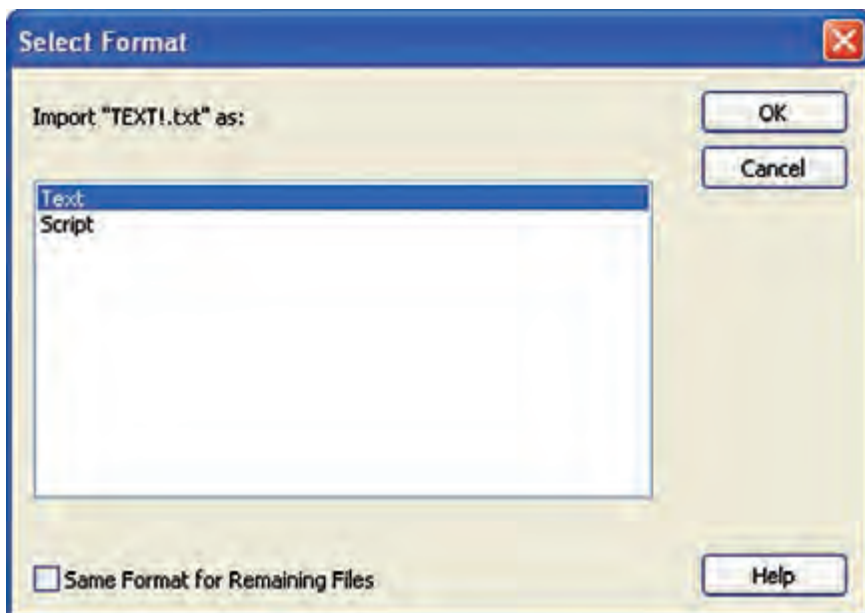 Select Format
Import "TEXT!.txt" as:
OK
Cancel
Text
Script
Same Format for Remaining Files
Help